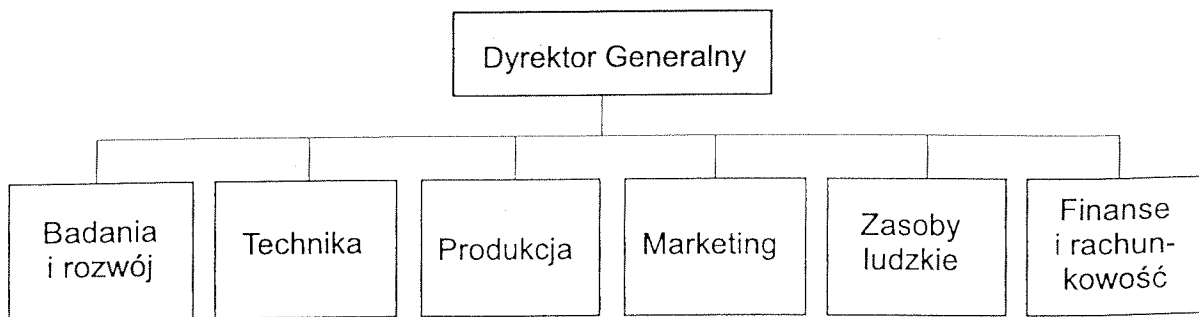 Dyrektor Generalny
Badania
i rozwój
Technika
Produkcja
Marketing
Zasoby
ludzkie
Finanse
i rachun-
kowość